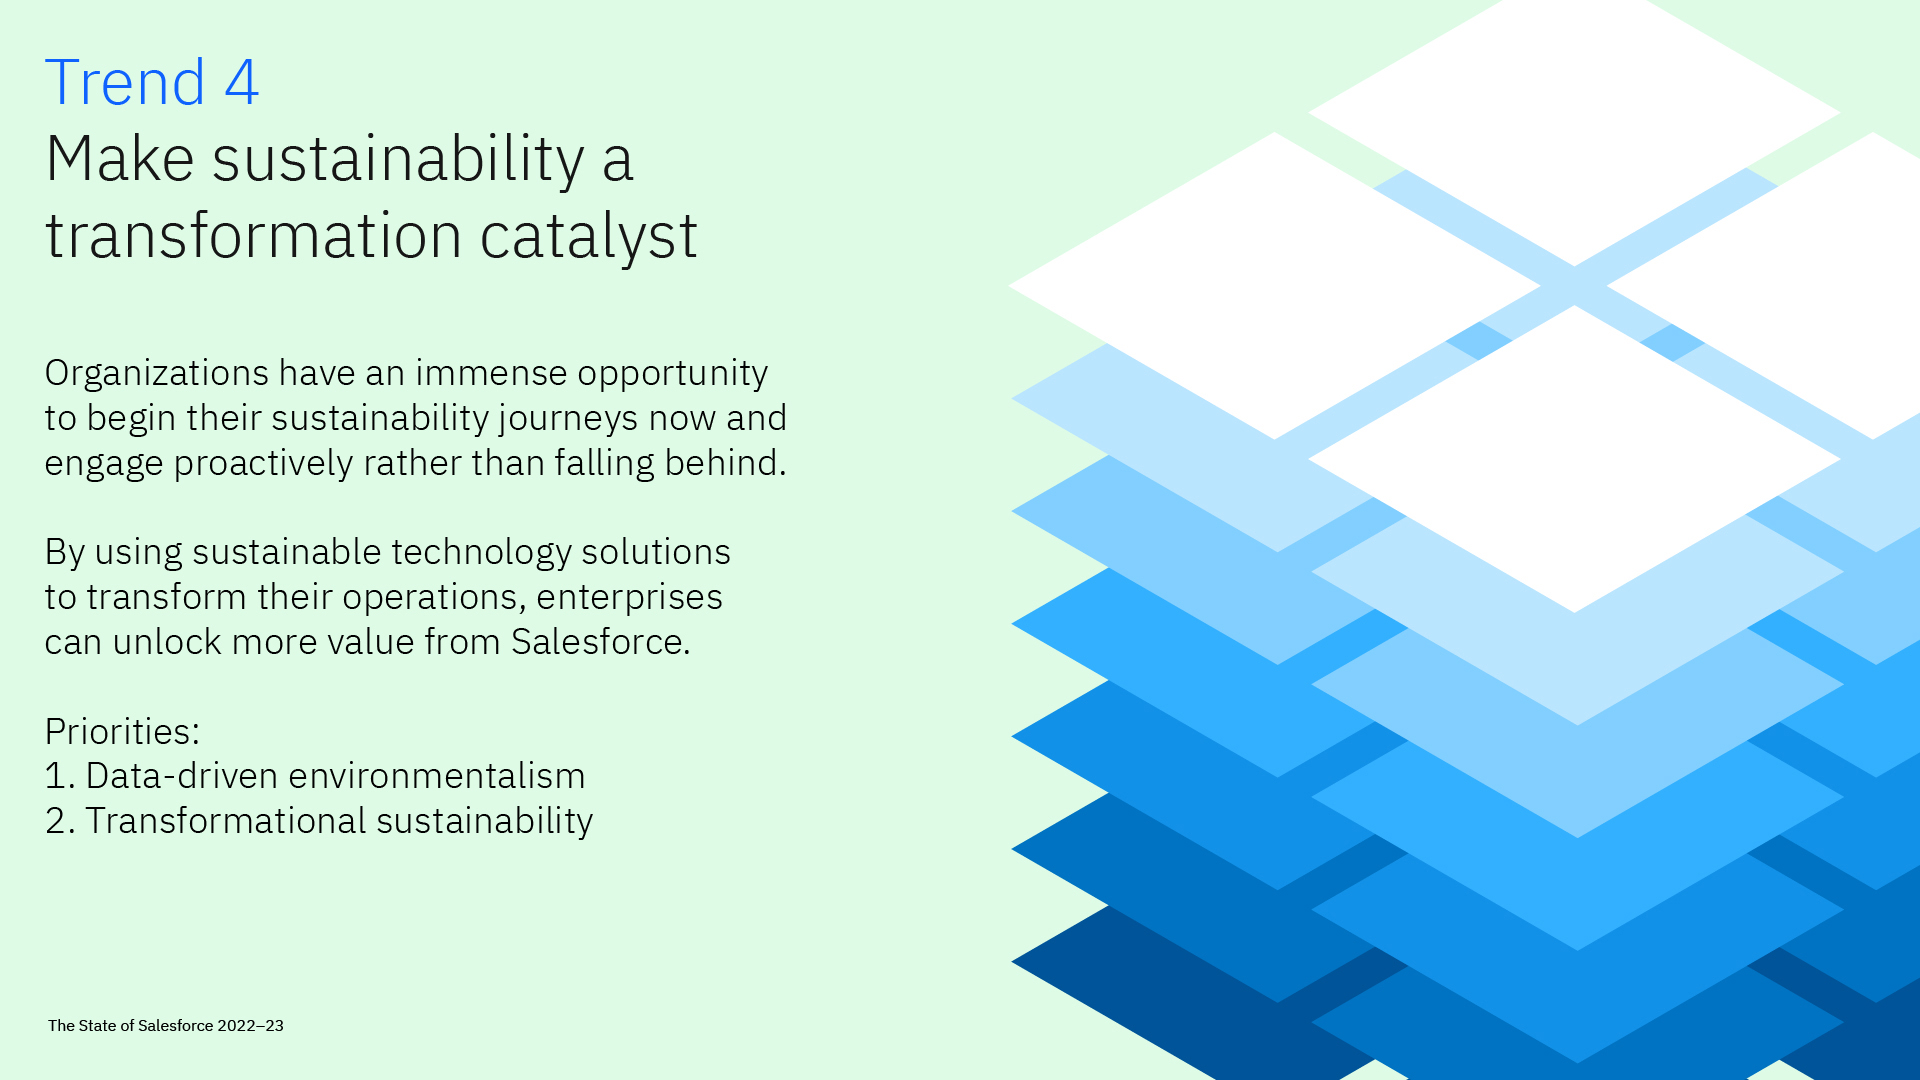 Trend 4
Make sustainability a
transformation catalyst
Organizations have an immense opportunity
to begin their sustainability journeys now and
engage proactively rather than falling behind.
By using sustainable technology solutions
to transform their operations, enterprises
can unlock more value from Salesforce.
Priorities:
1. Data-driven environmentalism
2. Transformational sustainability
The State of Salesforce 2022–23